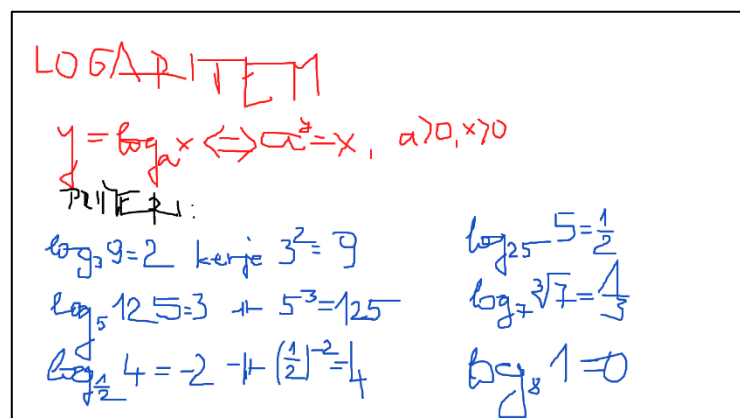 LOGARITEM
y = log_a x ⇔ a^y = x, a>0, x>0
PRIMERI:
log_3 9 = 2 ker je 3^2 = 9
log_5 125 = 3 -||- 5^3 = 125
log_{1/2} 4 = -2 -||- (1/2)^{-2} = 4
log_{25} 5 = 1/2
log_7 ∛7 = 1/3
log_8 1 = 0